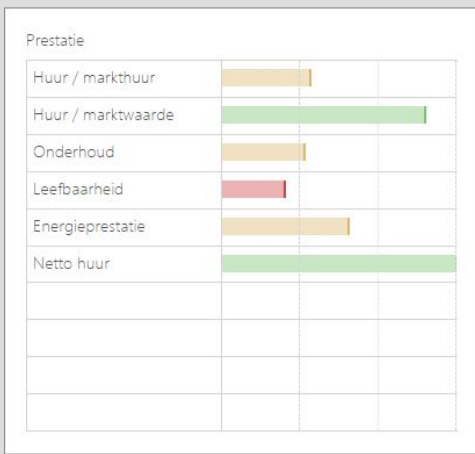 Prestatie
Huur / markthuur
Huur / marktwaarde
Onderhoud
Leefbaarheid
Energieprestatie
Netto huur